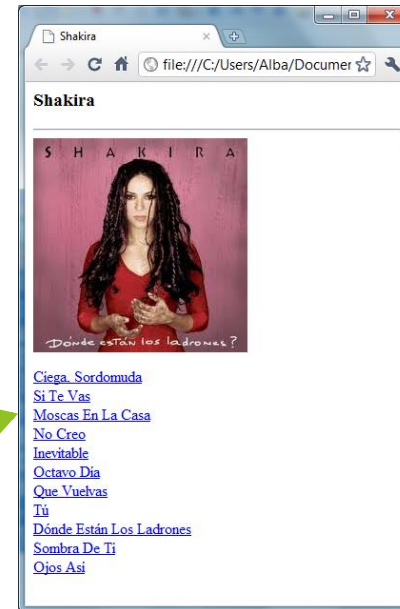 Shakira
file:///C:/Users/Alba/Documer
Shakira
S H A K I R A
Dónde están los ladrones?
Ciega, Sordomuda
Si Te Vas
Moscas En La Casa
No Creo
Inevitable
Octavo Día
Que Vuelvas
Tú
Dónde Están Los Ladrones
Sombra De Ti
Ojos Así